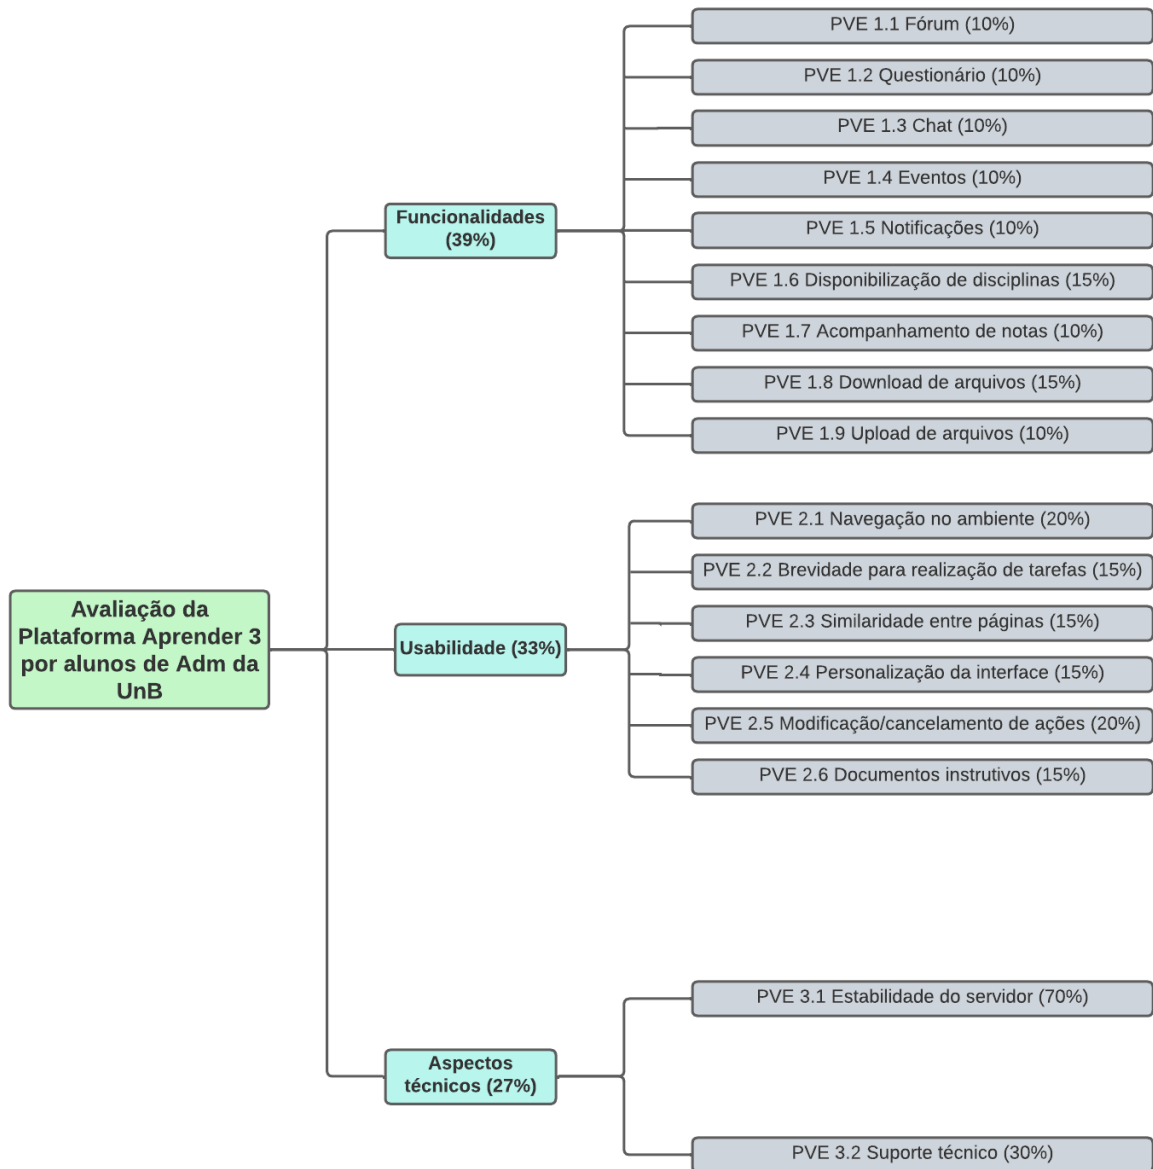 PVE 1.1 Fórum (10%)
PVE 1.2 Questionário (10%)
PVE 1.3 Chat (10%)
PVE 1.4 Eventos (10%)
Funcionalidades
(39%)
PVE 1.5 Notificações (10%)
PVE 1.6 Disponibilização de disciplinas (15%)
PVE 1.7 Acompanhamento de notas (10%)
PVE 1.8 Download de arquivos (15%)
PVE 1.9 Upload de arquivos (10%)
PVE 2.1 Navegação no ambiente (20%)
PVE 2.2 Brevidade para realização de tarefas (15%)
Avaliação da
Plataforma Aprender 3
por alunos de Adm da
UnB
PVE 2.3 Similaridade entre páginas (15%)
Usabilidade (33%)
PVE 2.4 Personalização da interface (15%)
PVE 2.5 Modificação/cancelamento de ações (20%)
PVE 2.6 Documentos instrutivos (15%)
PVE 3.1 Estabilidade do servidor (70%)
Aspectos
técnicos (27%)
PVE 3.2 Suporte técnico (30%)